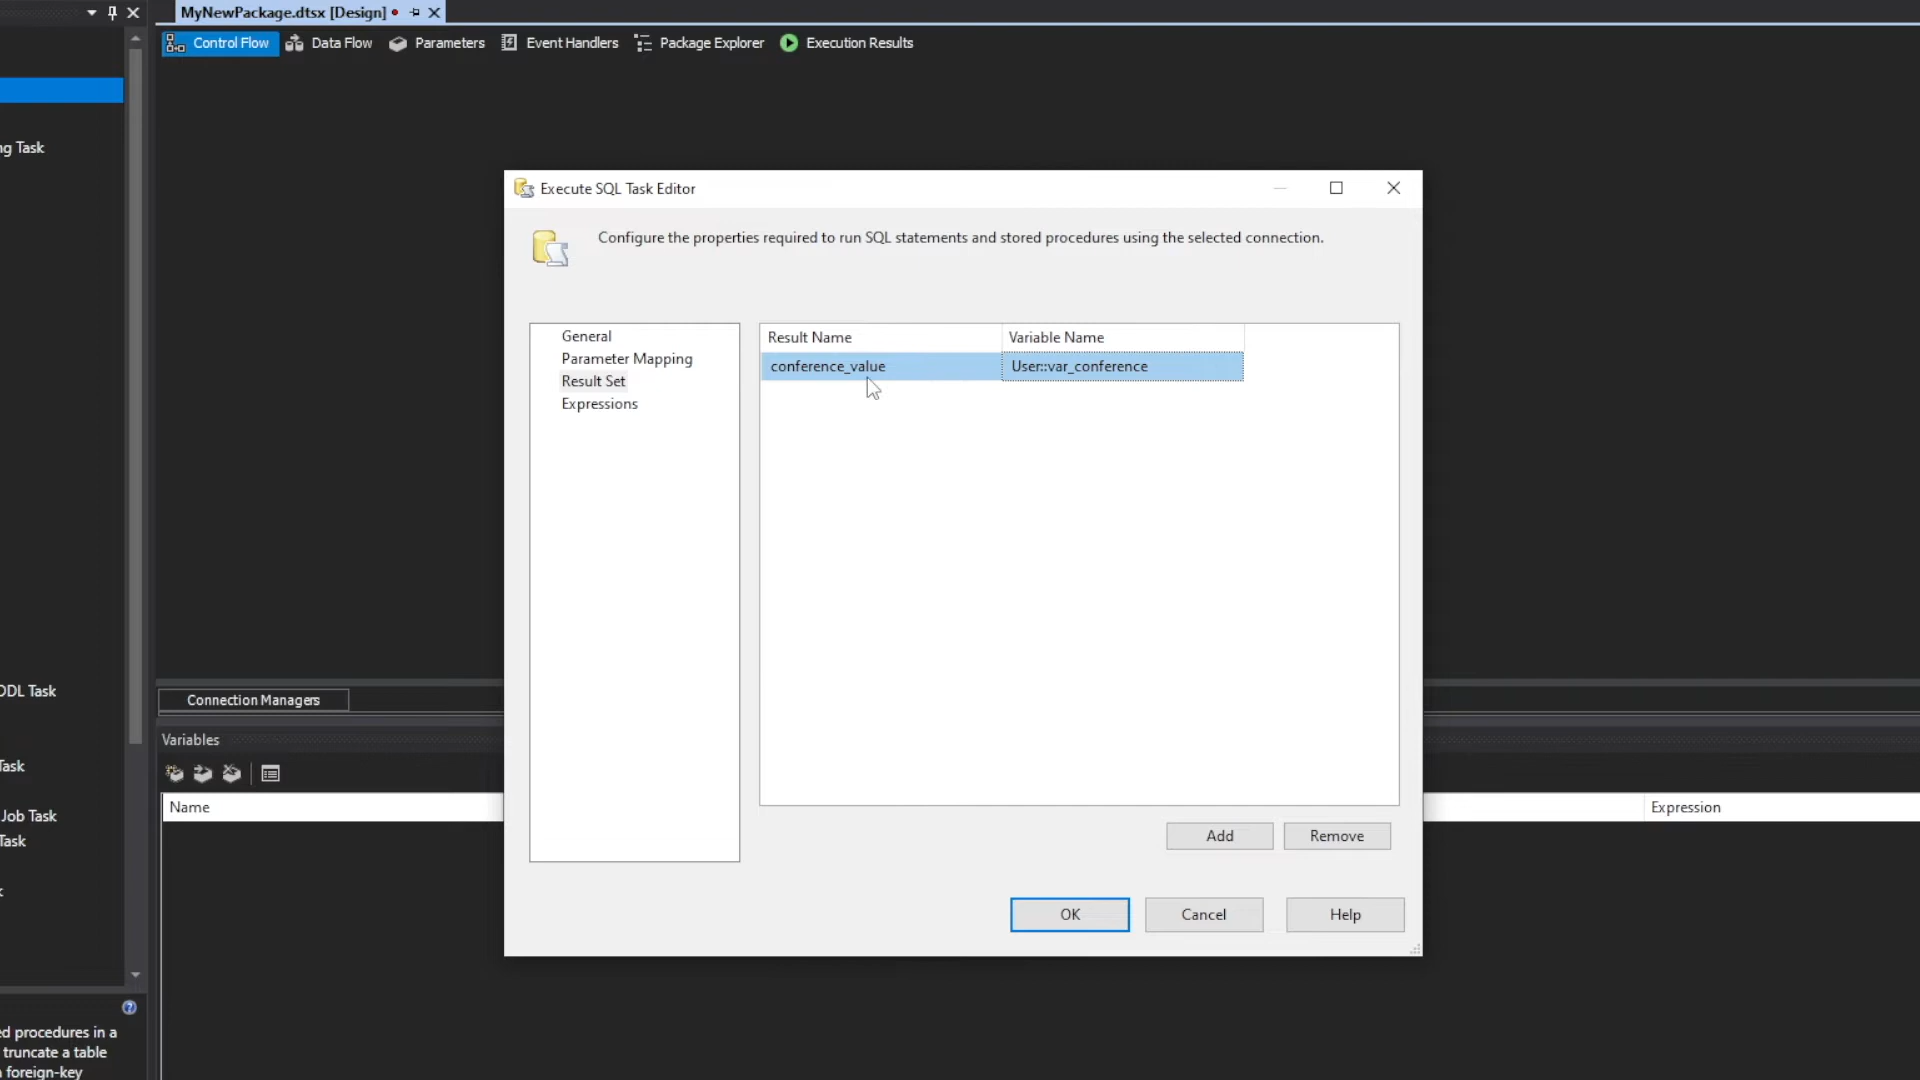 MyNewPackage.dtsx [Design]
Control Flow Data Flow Parameters Event Handlers Package Explorer Execution Results
ng Task
DDL Task
Task
Job Task
Task
ed procedures in a
truncate a table
foreign-key
Execute SQL Task Editor
Configure the properties required to run SQL statements and stored procedures using the selected connection.
General
Parameter Mapping
Result Set
Expressions
Result Name Variable Name
conference_value User::var_conference
Add Remove
OK Cancel Help
Connection Managers
Variables
Name Expression